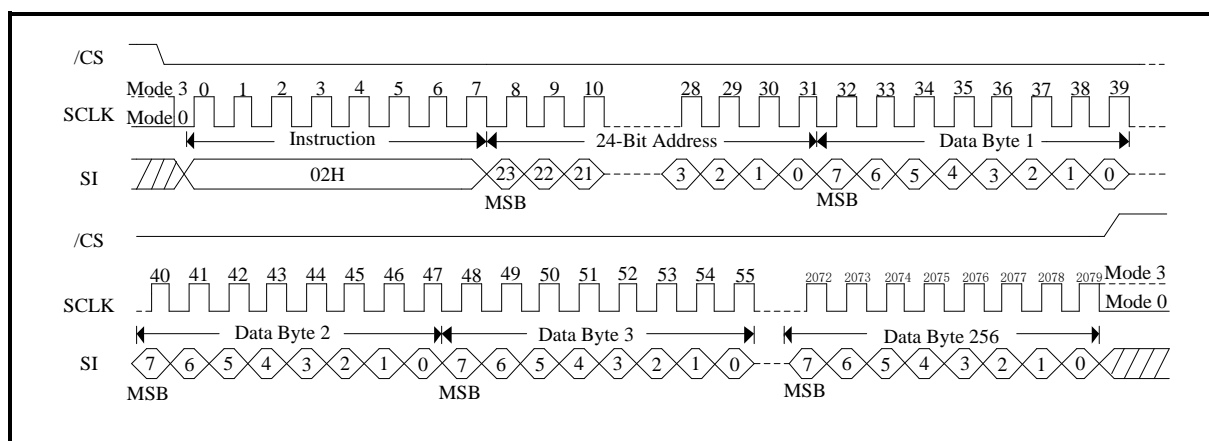 /CS
Mode 3 0 1 2 3 4 5 6 7 8 9 10 28 29 30 31 32 33 34 35 36 37 38 39
SCLK Mode 0
Instruction 24-Bit Address Data Byte 1
SI 02H 23 22 21 3 2 1 0 7 6 5 4 3 2 1 0
MSB MSB
/CS
40 41 42 43 44 45 46 47 48 49 50 51 52 53 54 55 2072 2073 2074 2075 2076 2077 2078 2079 Mode 3
SCLK Mode 0
Data Byte 2 Data Byte 3 Data Byte 256
SI 7 6 5 4 3 2 1 0 7 6 5 4 3 2 1 0 7 6 5 4 3 2 1 0
MSB MSB MSB